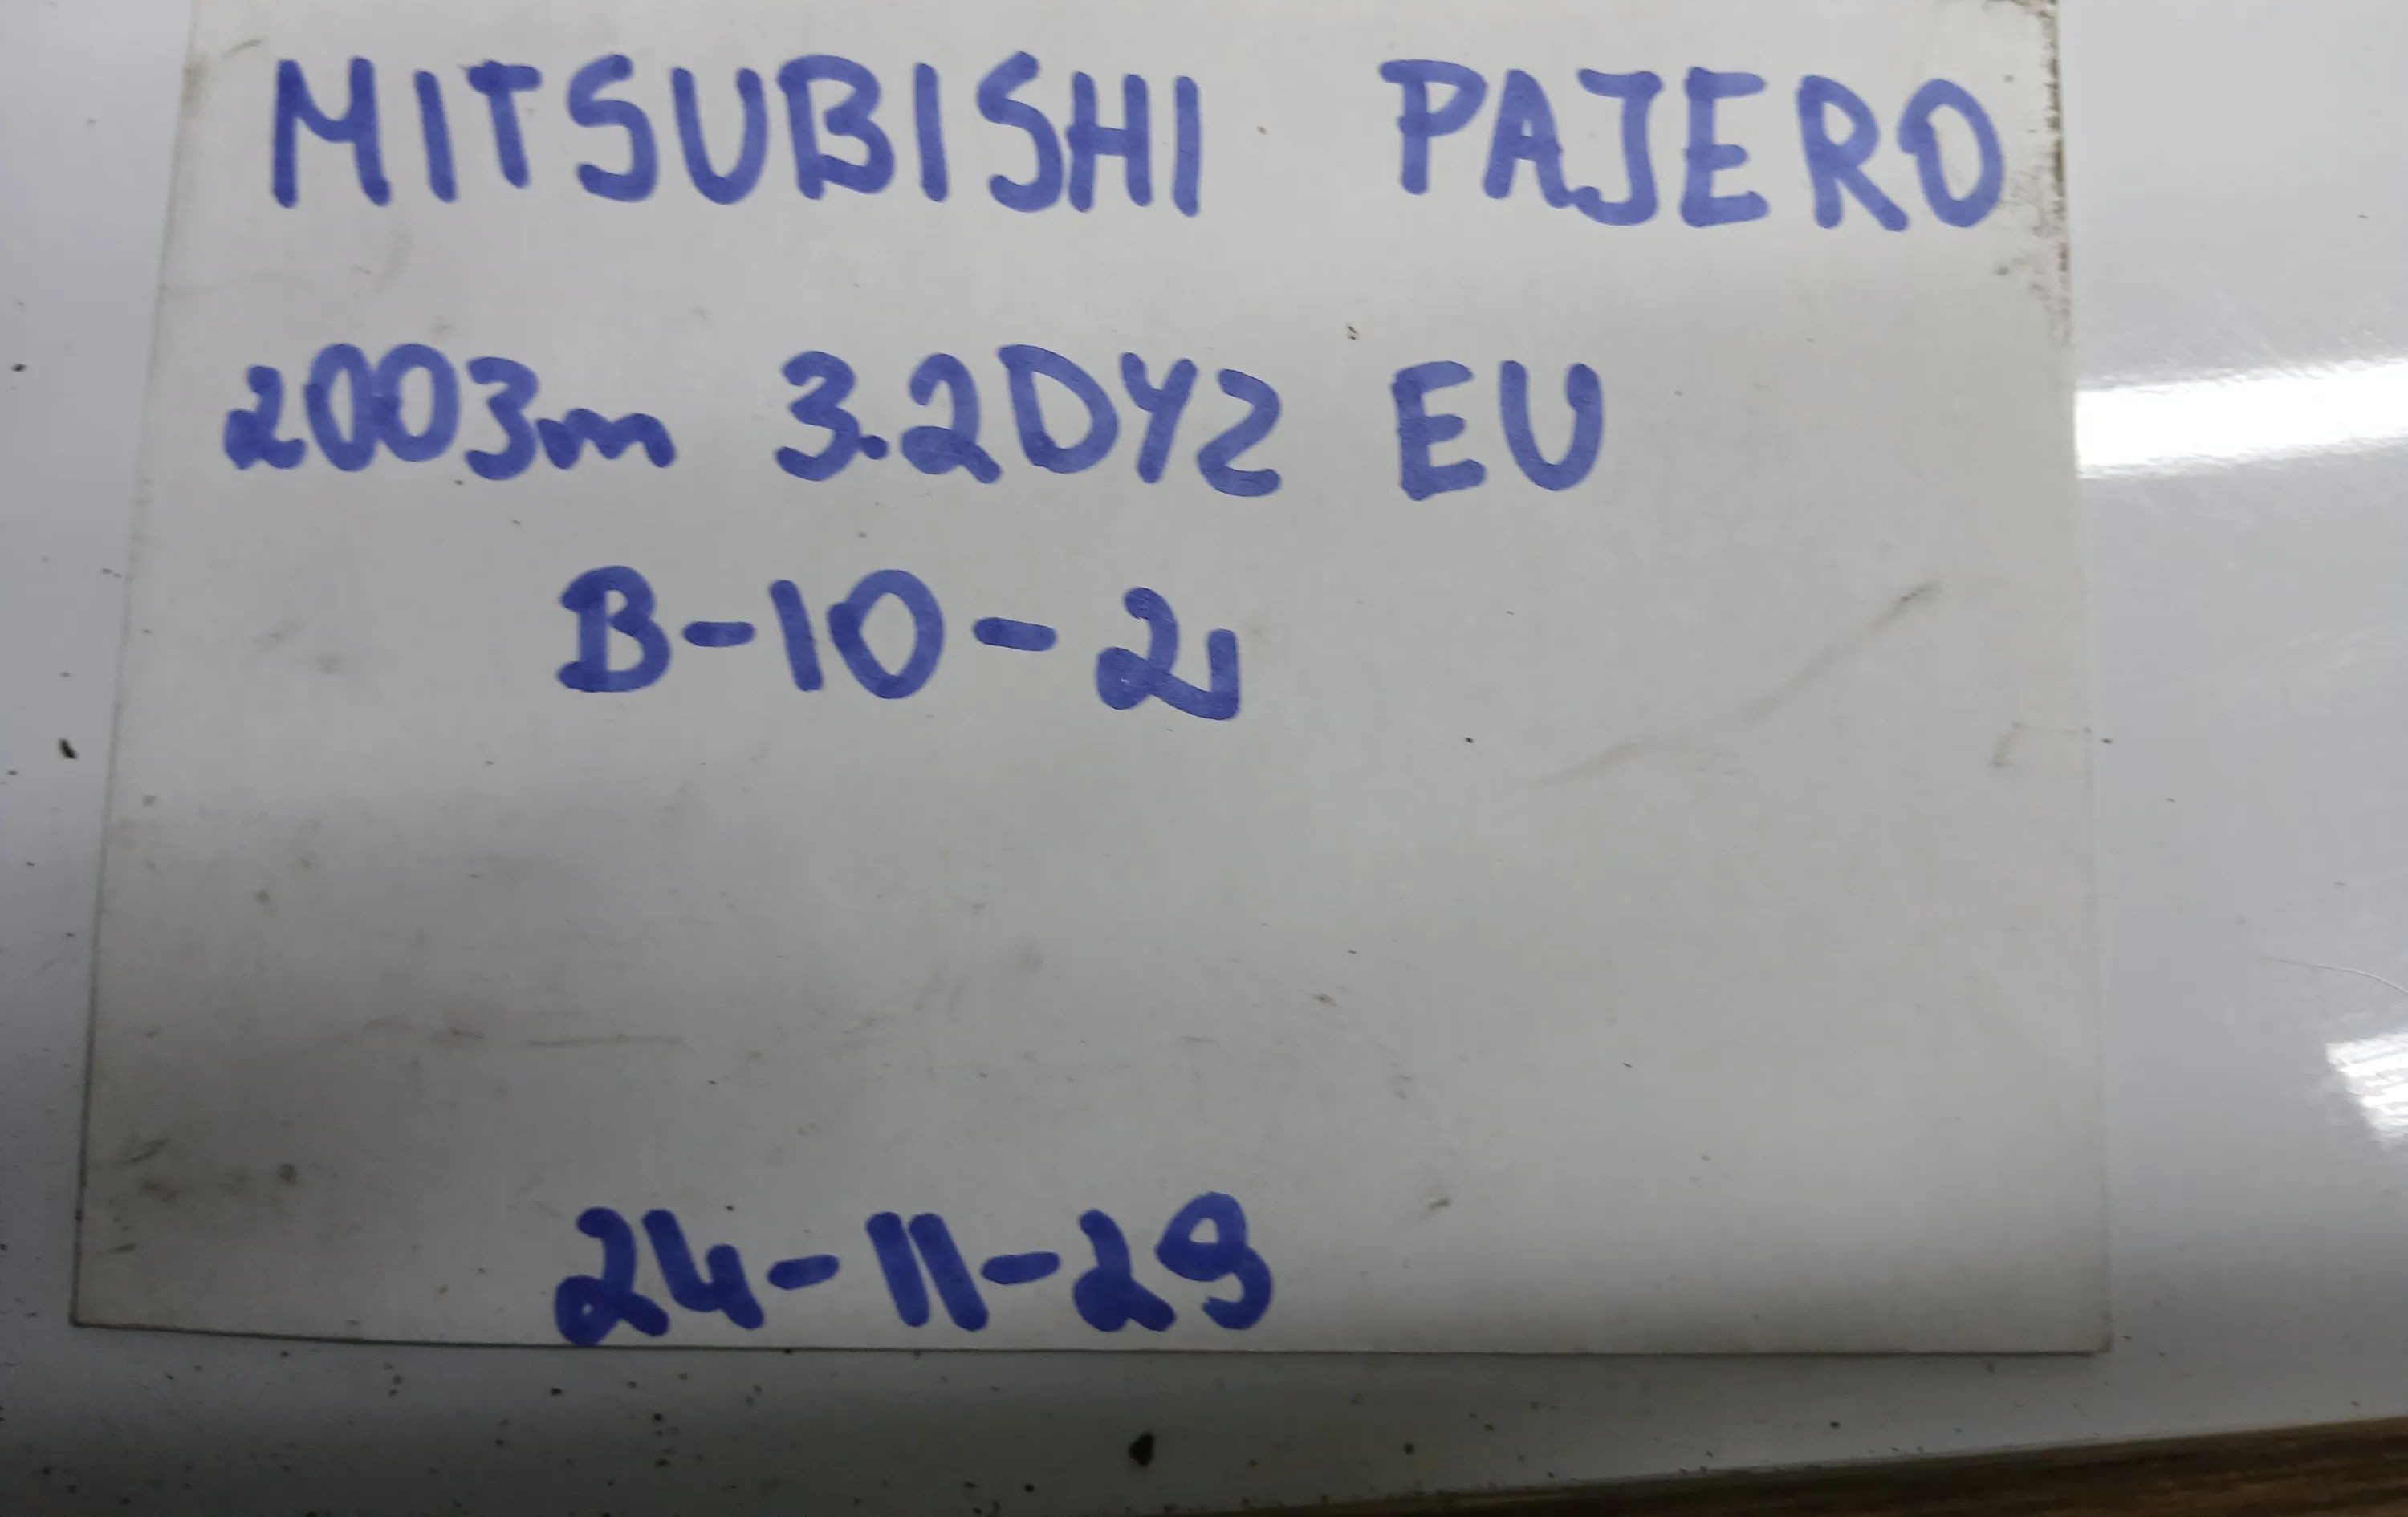 MITSUBISHI PAJERO
2003m 3.2DYZ EU
B-10-2
24-11-29